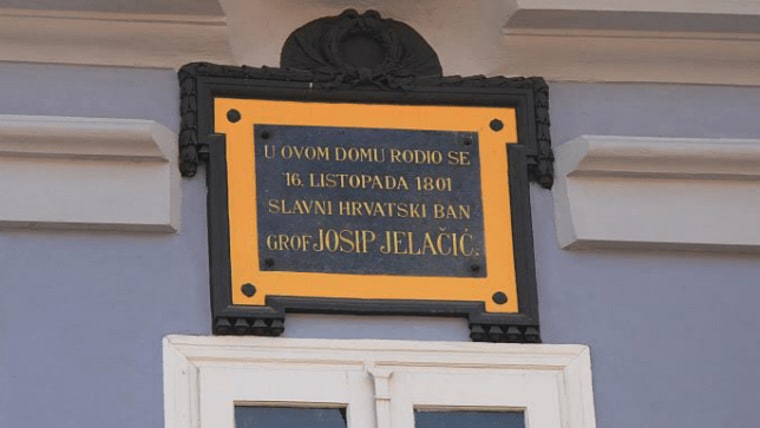 U OVOM DOMU RODIO SE
16. LISTOPADA 1801
SLAVNI HRVATSKI BAN
GROF JOSIP JELAČIĆ.